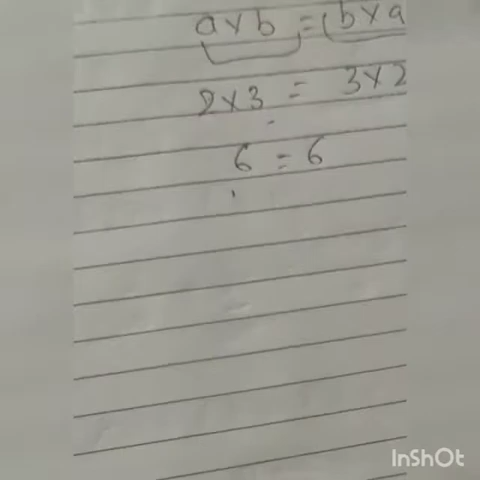 a×b = b×a
2×3 = 3×2
6 = 6
InShOt